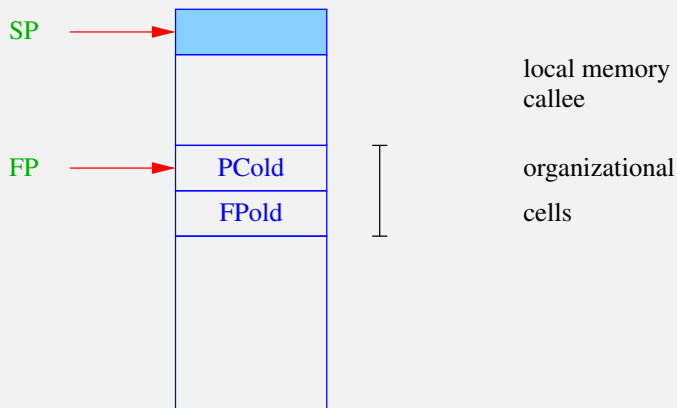 SP
local memory
callee
FP
PCold
organizational
FPold
cells